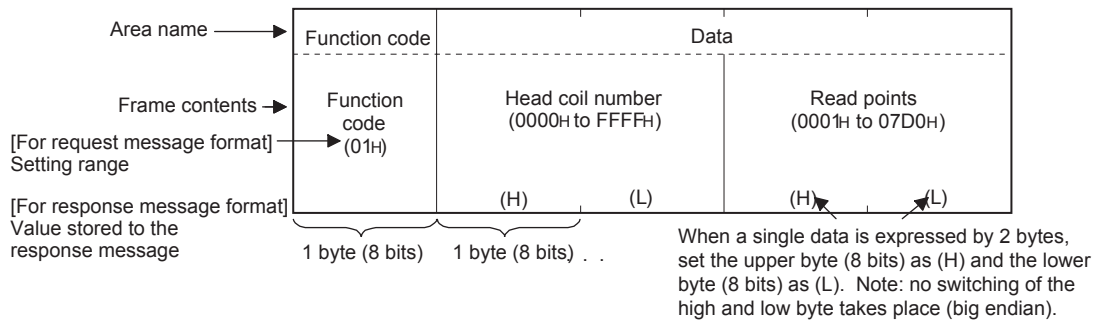 Area name
Function code
Data
Frame contents
Function
code
(01H)
Head coil number
(0000H to FFFFH)
Read points
(0001H to 07D0H)
[For request message format]
Setting range
(H)
(L)
(H)
(L)
[For response message format]
Value stored to the
response message
1 byte (8 bits)
1 byte (8 bits) . .
When a single data is expressed by 2 bytes,
set the upper byte (8 bits) as (H) and the lower
byte (8 bits) as (L). Note: no switching of the
high and low byte takes place (big endian).